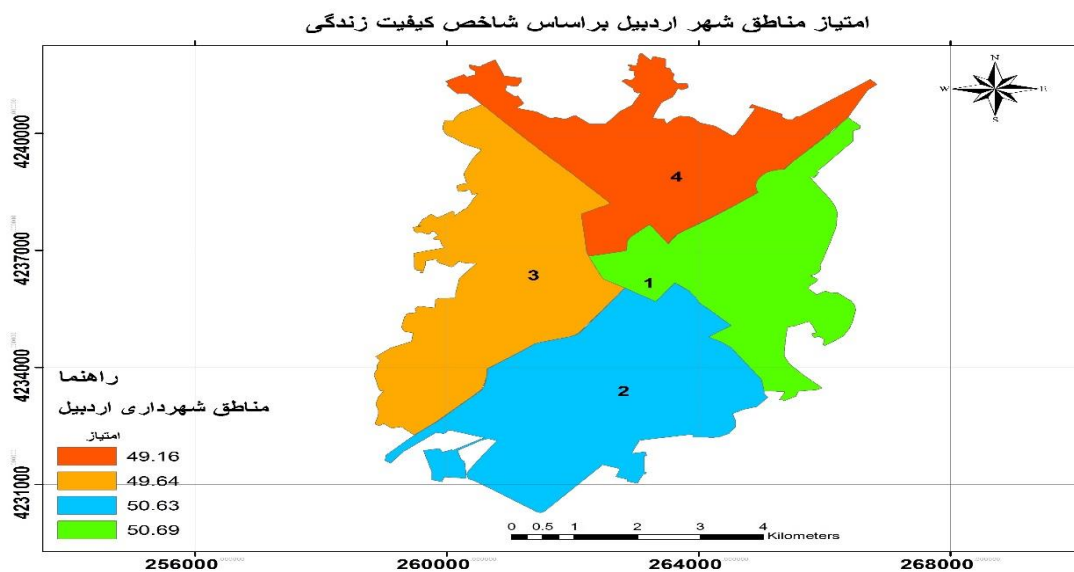 امتیاز مناطق شهر اردبیل براساس شاخص کیفیت زندگی
N
W E
S
4240000
4237000
4234000
4231000
4
3
1
2
راهنما
مناطق شهرداری اردبیل
امتیاز
49.16
49.64
50.63
50.69
0 0.5 1 2 3 4
Kilometers
256000 260000 264000 268000